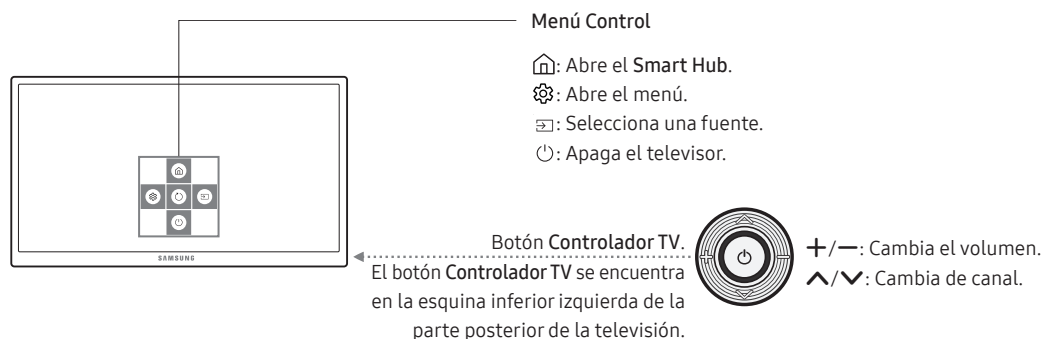 Menú Control
: Abre el Smart Hub.
: Abre el menú.
: Selecciona una fuente.
: Apaga el televisor.
SAMSUNG
Botón Controlador TV.
El botón Controlador TV se encuentra
en la esquina inferior izquierda de la
parte posterior de la televisión.
+/−: Cambia el volumen.
∧/∨: Cambia de canal.